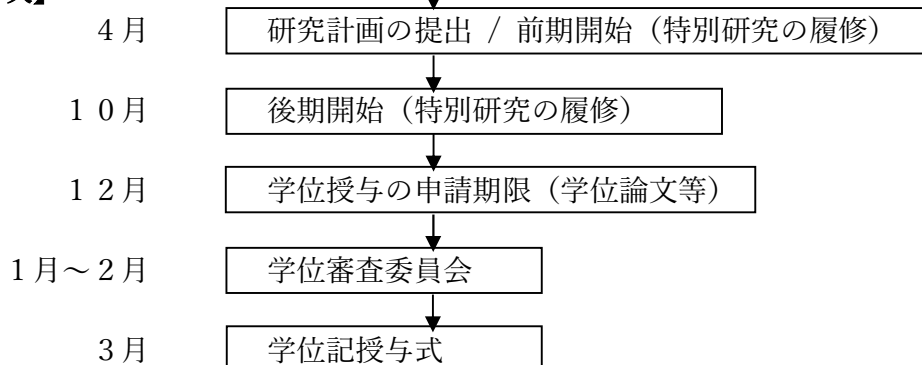 ４月 研究計画の提出 / 前期開始（特別研究の履修）
１０月 後期開始（特別研究の履修）
１２月 学位授与の申請期限（学位論文等）
１月～２月 学位審査委員会
３月 学位記授与式